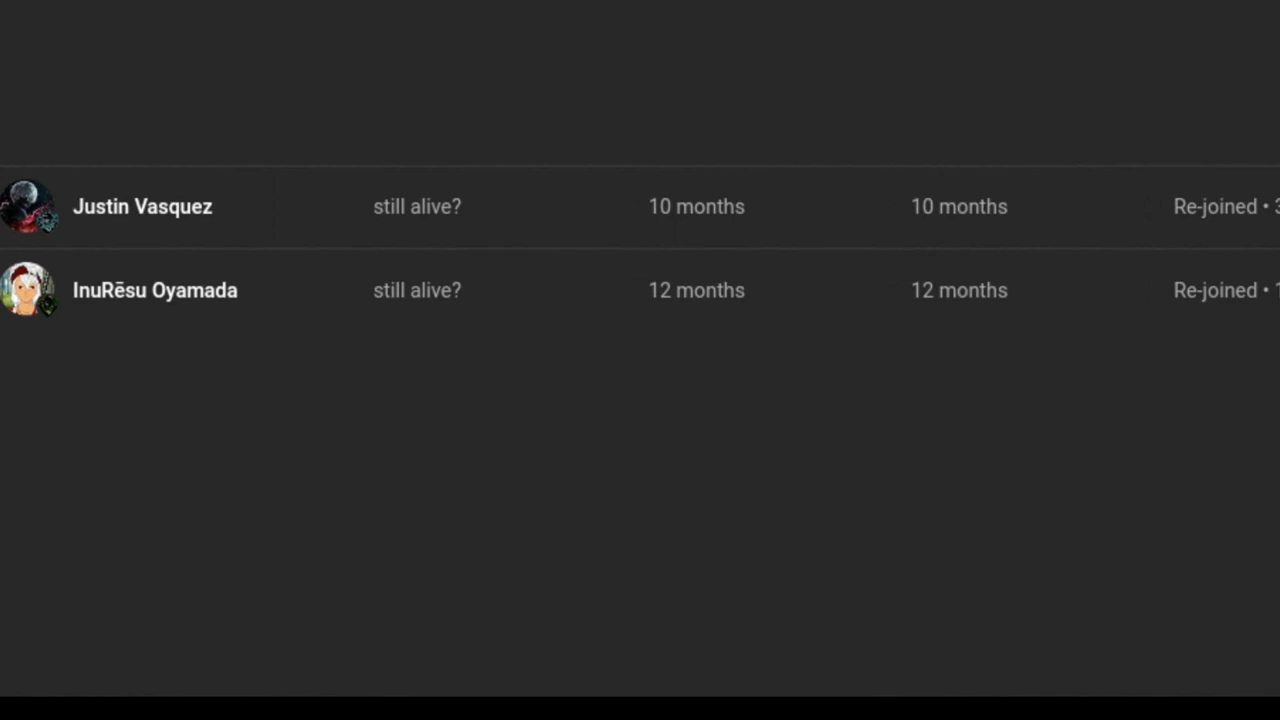 Justin Vasquez still alive? 10 months 10 months Re-joined •
InuRēsu Oyamada still alive? 12 months 12 months Re-joined •